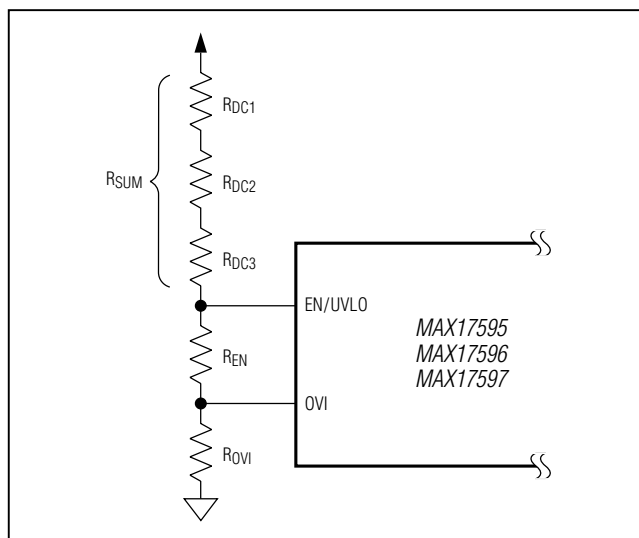 RDC1
RSUM
RDC2
RDC3
EN/UVLO
MAX17595
MAX17596
MAX17597
REN
OVI
ROVI